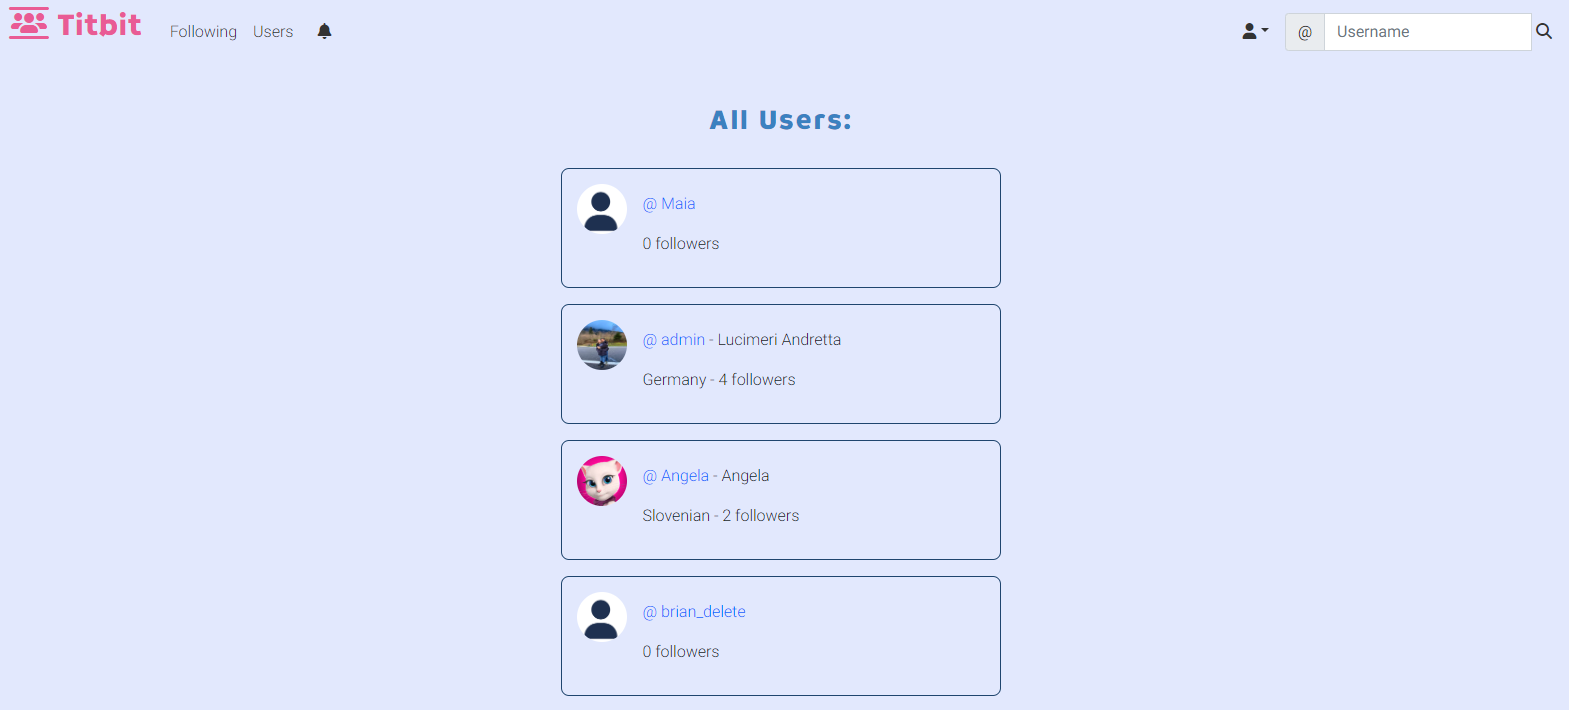 Titbit
Following Users
@ Username
All Users:
@ Maia
0 followers
@ admin - Lucimeri Andretta
Germany - 4 followers
@ Angela - Angela
Slovenian - 2 followers
@ brian_delete
0 followers